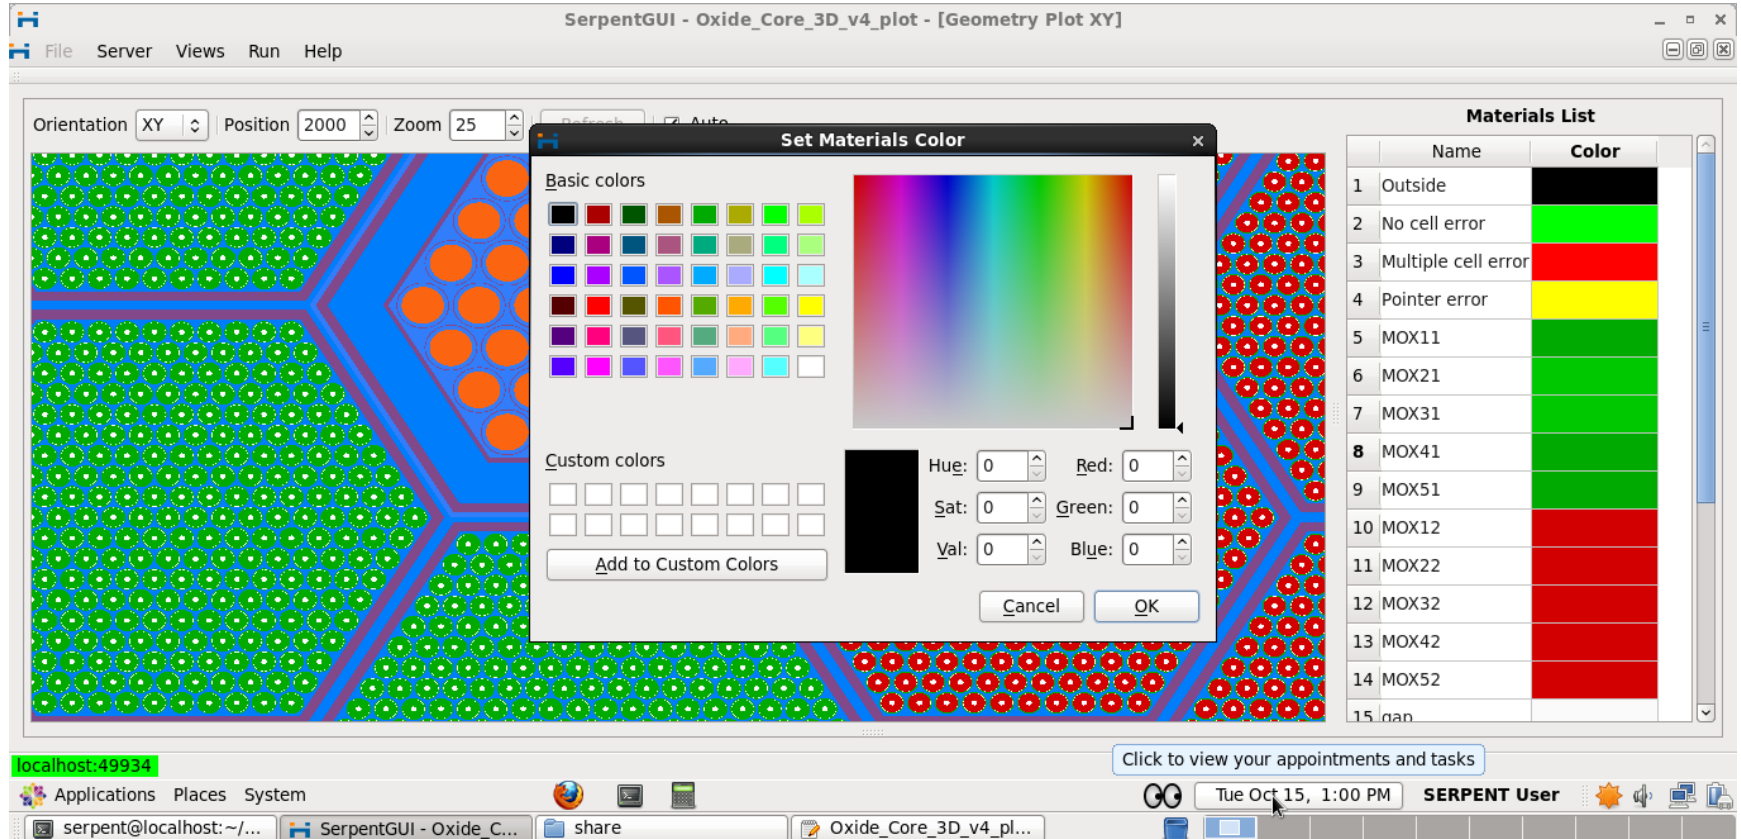 SerpentGUI - Oxide_Core_3D_v4_plot - [Geometry Plot XY]
File Server Views Run Help
Orientation XY Position 2000 Zoom 25 Refresh Auto
Set Materials Color
Basic colors
Custom colors
Add to Custom Colors
Hue: 0 Red: 0
Sat: 0 Green: 0
Val: 0 Blue: 0
Cancel OK
Materials List
Name Color
1 Outside
2 No cell error
3 Multiple cell error
4 Pointer error
5 MOX11
6 MOX21
7 MOX31
8 MOX41
9 MOX51
10 MOX12
11 MOX22
12 MOX32
13 MOX42
14 MOX52
15 gap
Click to view your appointments and tasks
localhost:49934
Applications Places System Tue Oct 15, 1:00 PM SERPENT User
serpent@localhost:~/... SerpentGUI - Oxide_C... share Oxide_Core_3D_v4_pl...